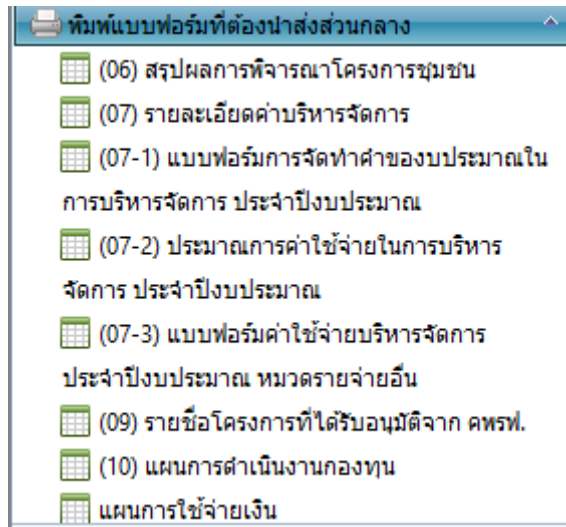 พิมพ์แบบฟอร์มที่ต้องนำส่งส่วนกลาง
(06) สรุปผลการพิจารณาโครงการชุมชน
(07) รายละเอียดค่าบริหารจัดการ
(07-1) แบบฟอร์มการจัดทำคำของบประมาณใน
การบริหารจัดการ ประจำปีงบประมาณ
(07-2) ประมาณการค่าใช้จ่ายในการบริหาร
จัดการ ประจำปีงบประมาณ
(07-3) แบบฟอร์มค่าใช้จ่ายบริหารจัดการ
ประจำปีงบประมาณ หมวดรายจ่ายอื่น
(09) รายชื่อโครงการที่ได้รับอนุมัติจาก คพรฟ.
(10) แผนการดำเนินงานกองทุน
แผนการใช้จ่ายเงิน